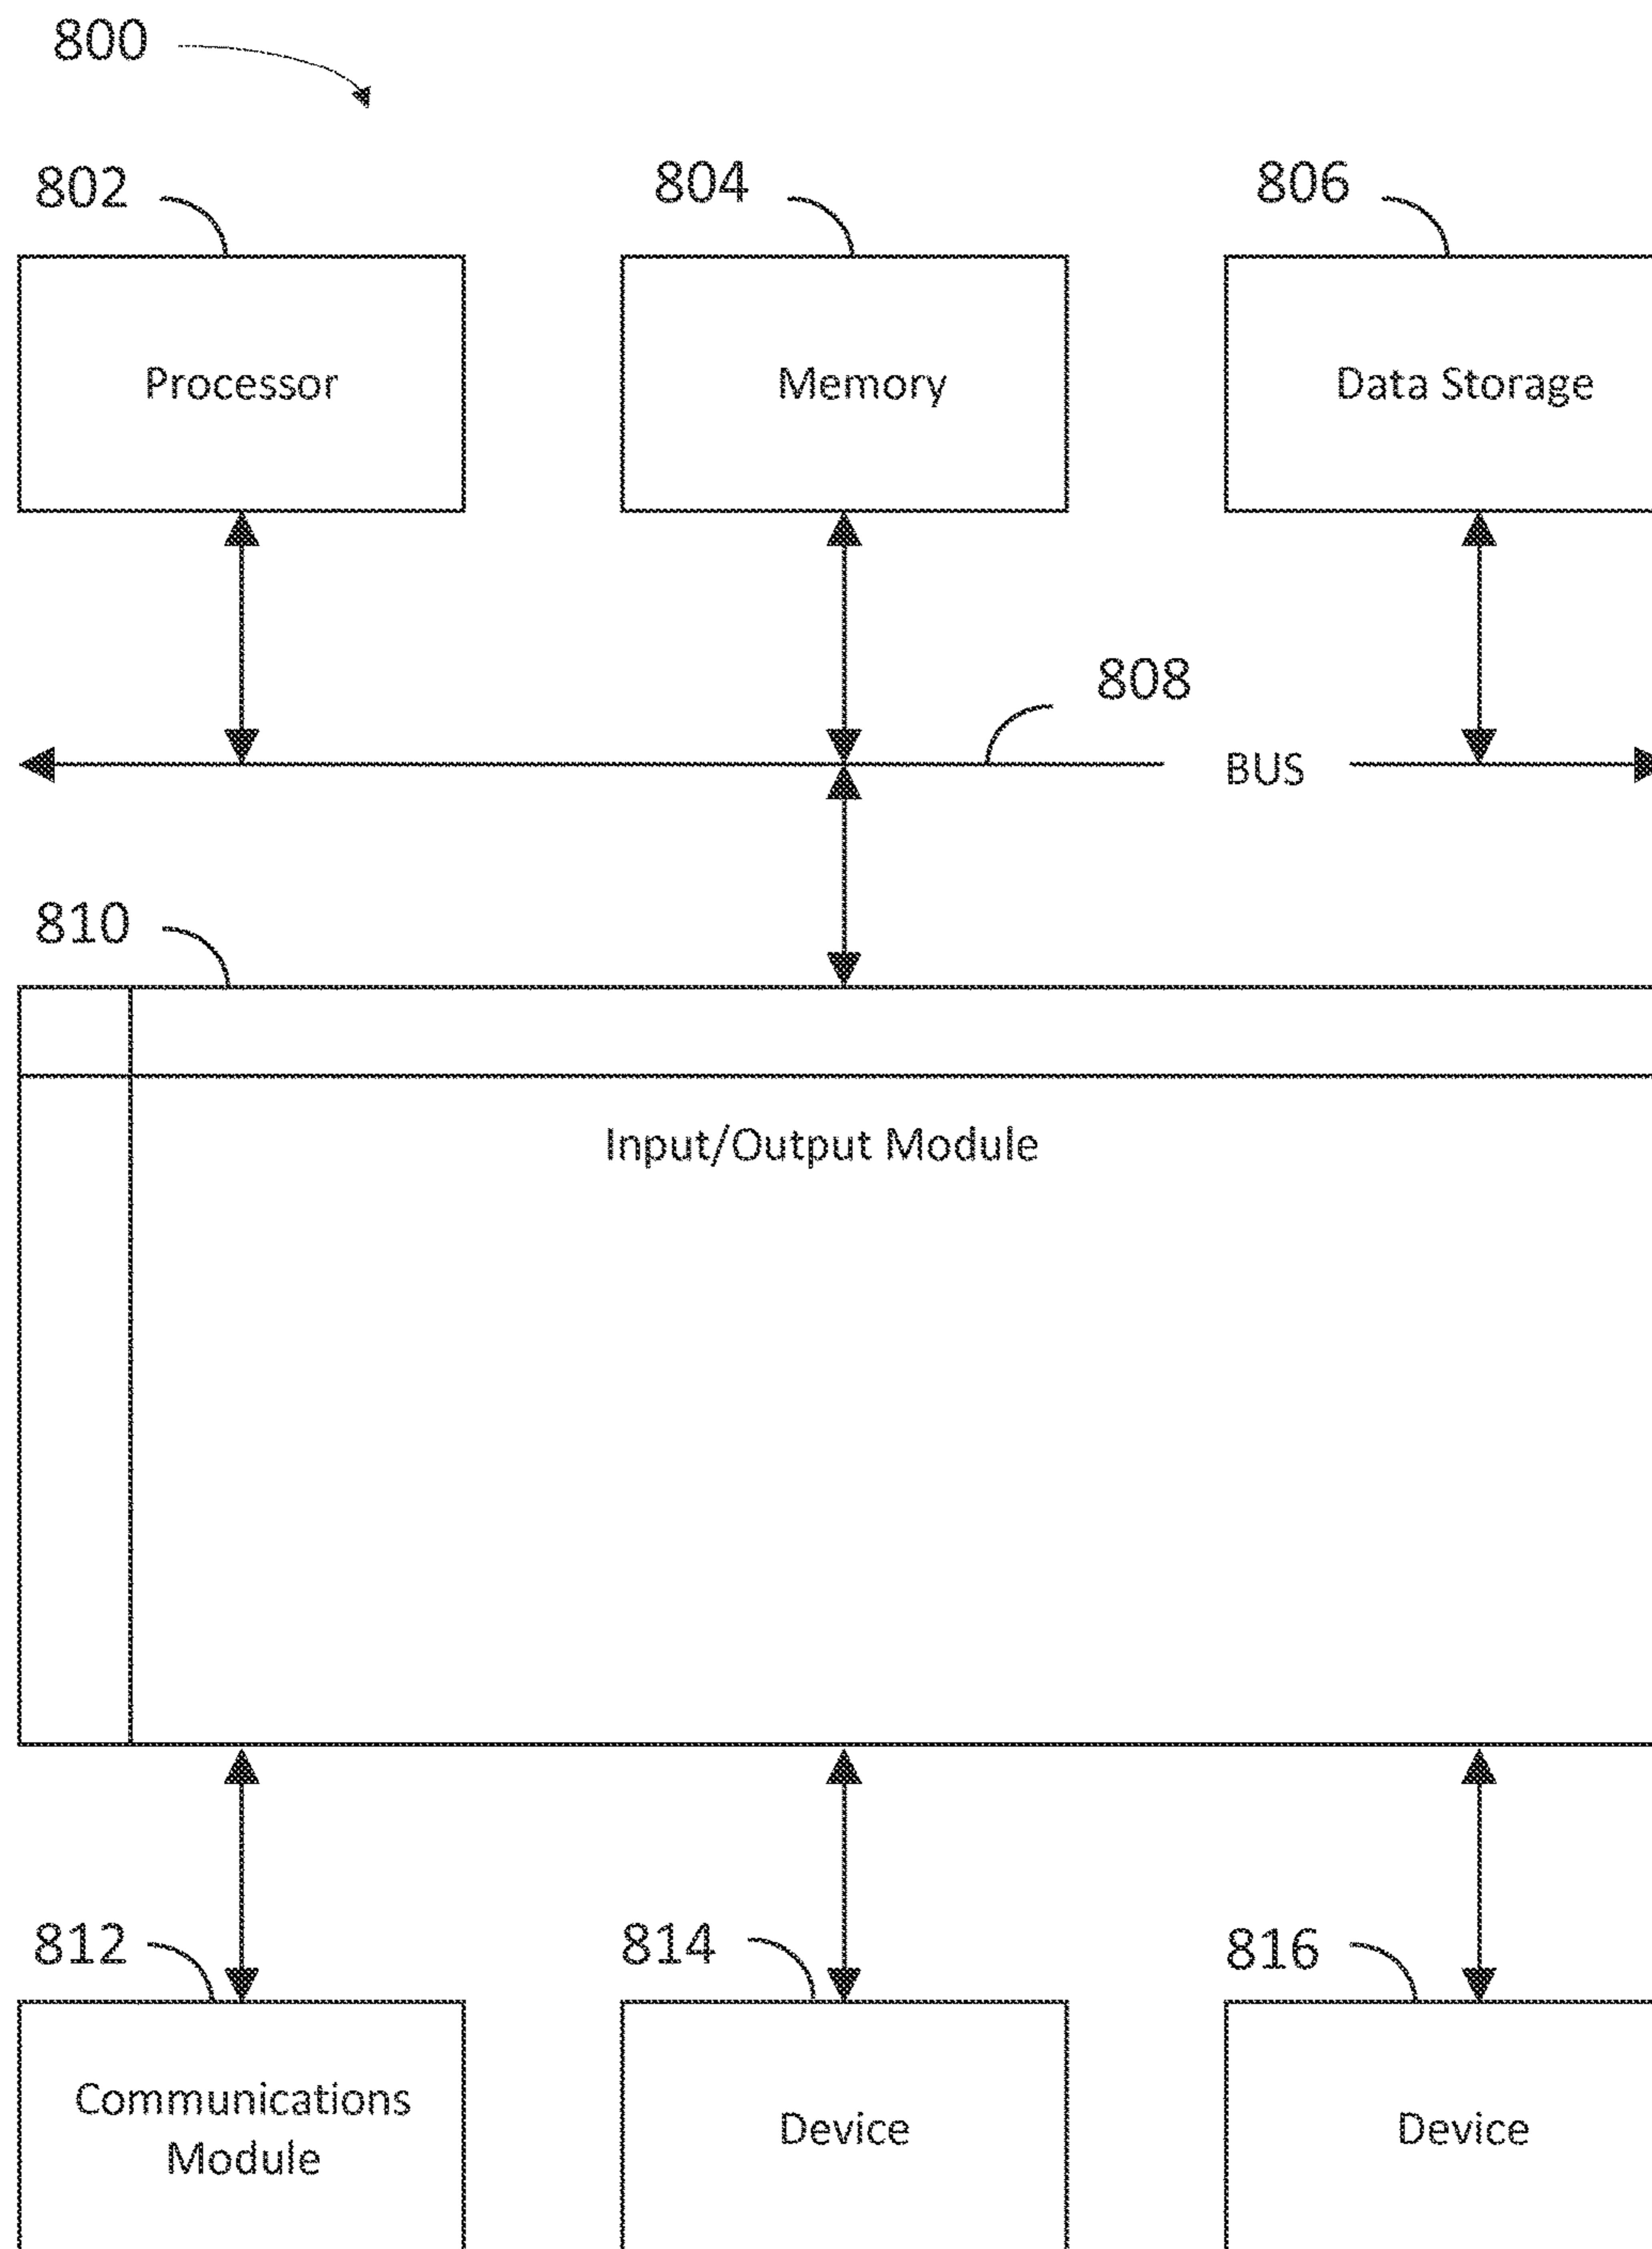 800
802
804
806
Processor
Memory
Data Storage
808
BUS
810
Input/Output Module
812
814
816
Communications
Module
Device
Device